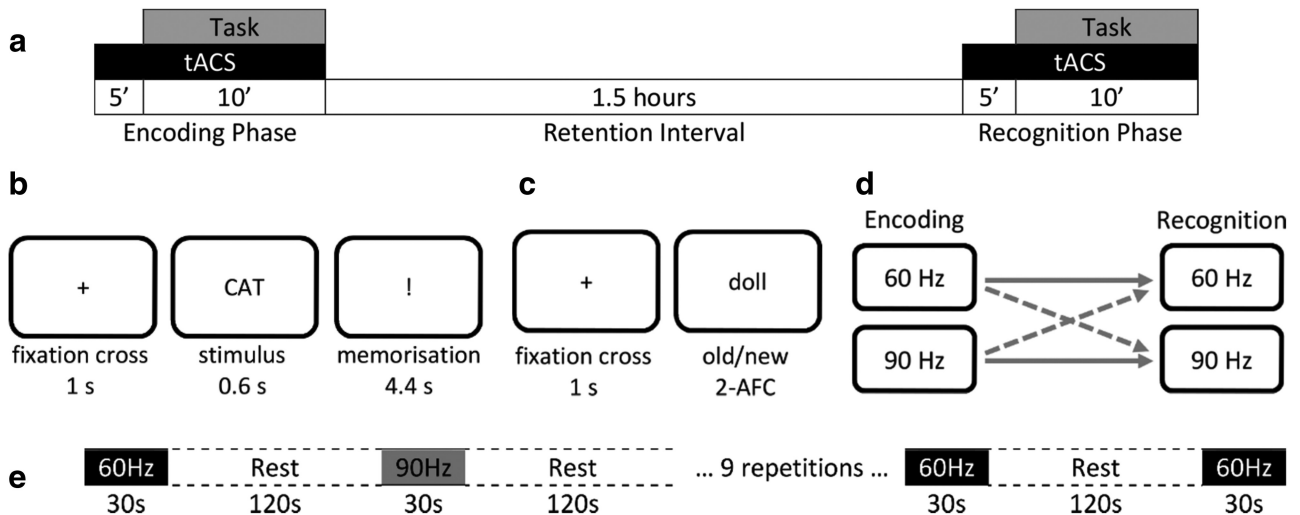 a
Task
Task
tACS
tACS
5’ 10’ 1.5 hours 5’ 10’
Encoding Phase Retention Interval Recognition Phase
b
+ CAT !
fixation cross stimulus memorisation
1 s 0.6 s 4.4 s
c
+ doll
fixation cross old/new
1 s 2-AFC
d
Encoding Recognition
60 Hz 60 Hz
90 Hz 90 Hz
e
60Hz Rest 90Hz Rest ... 9 repetitions ... 60Hz Rest 60Hz
30s 120s 30s 120s 30s 120s 30s